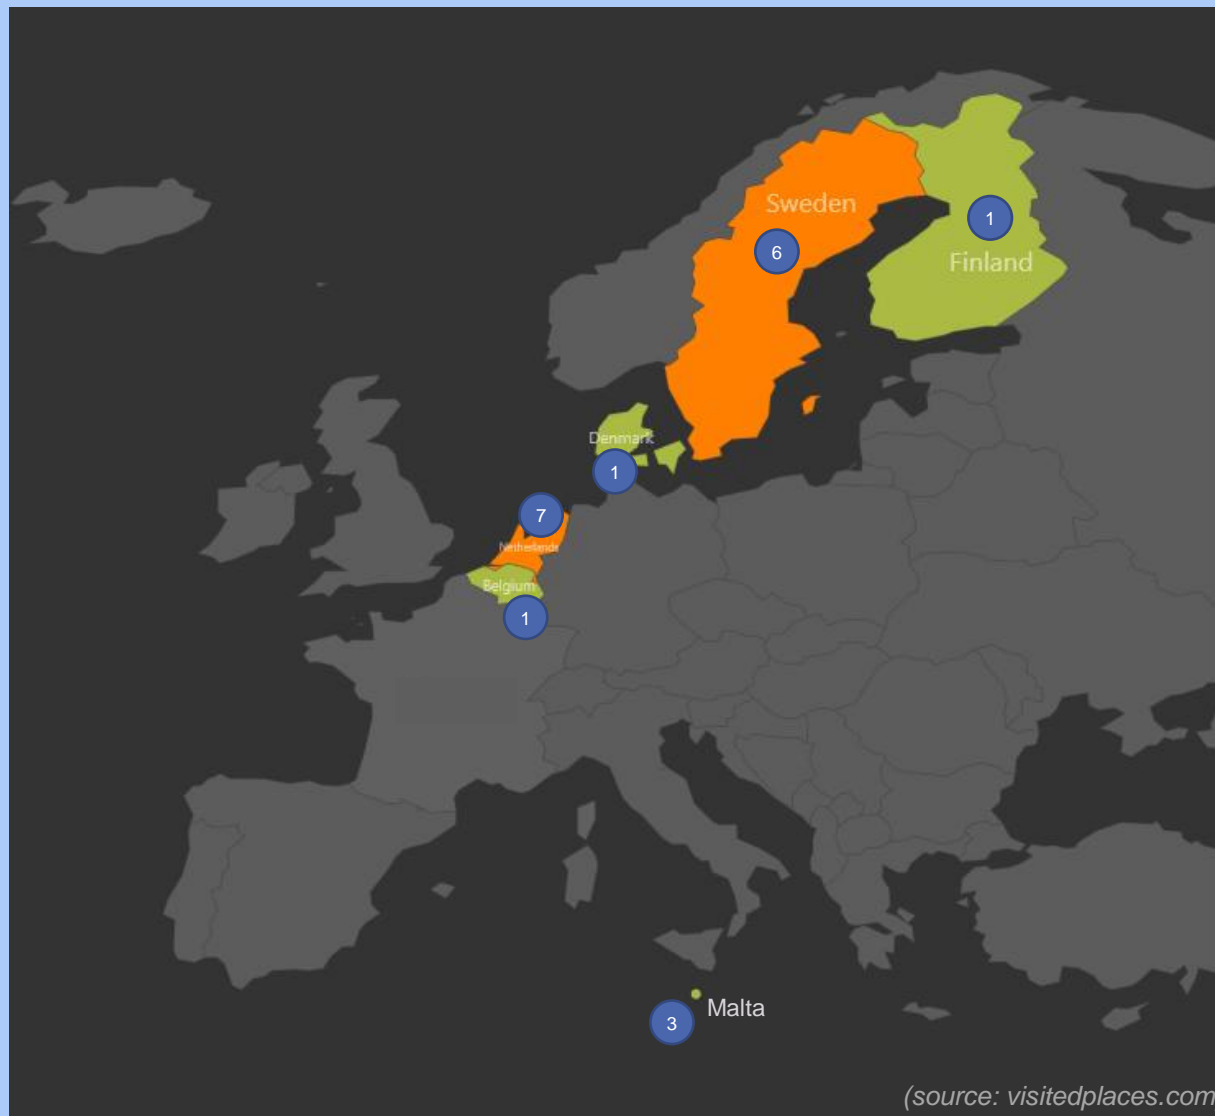 Sweden
1
6
Finland
Denmark
1
7
Netherlands
Belgium
1
Malta
3
(source: visitedplaces.com